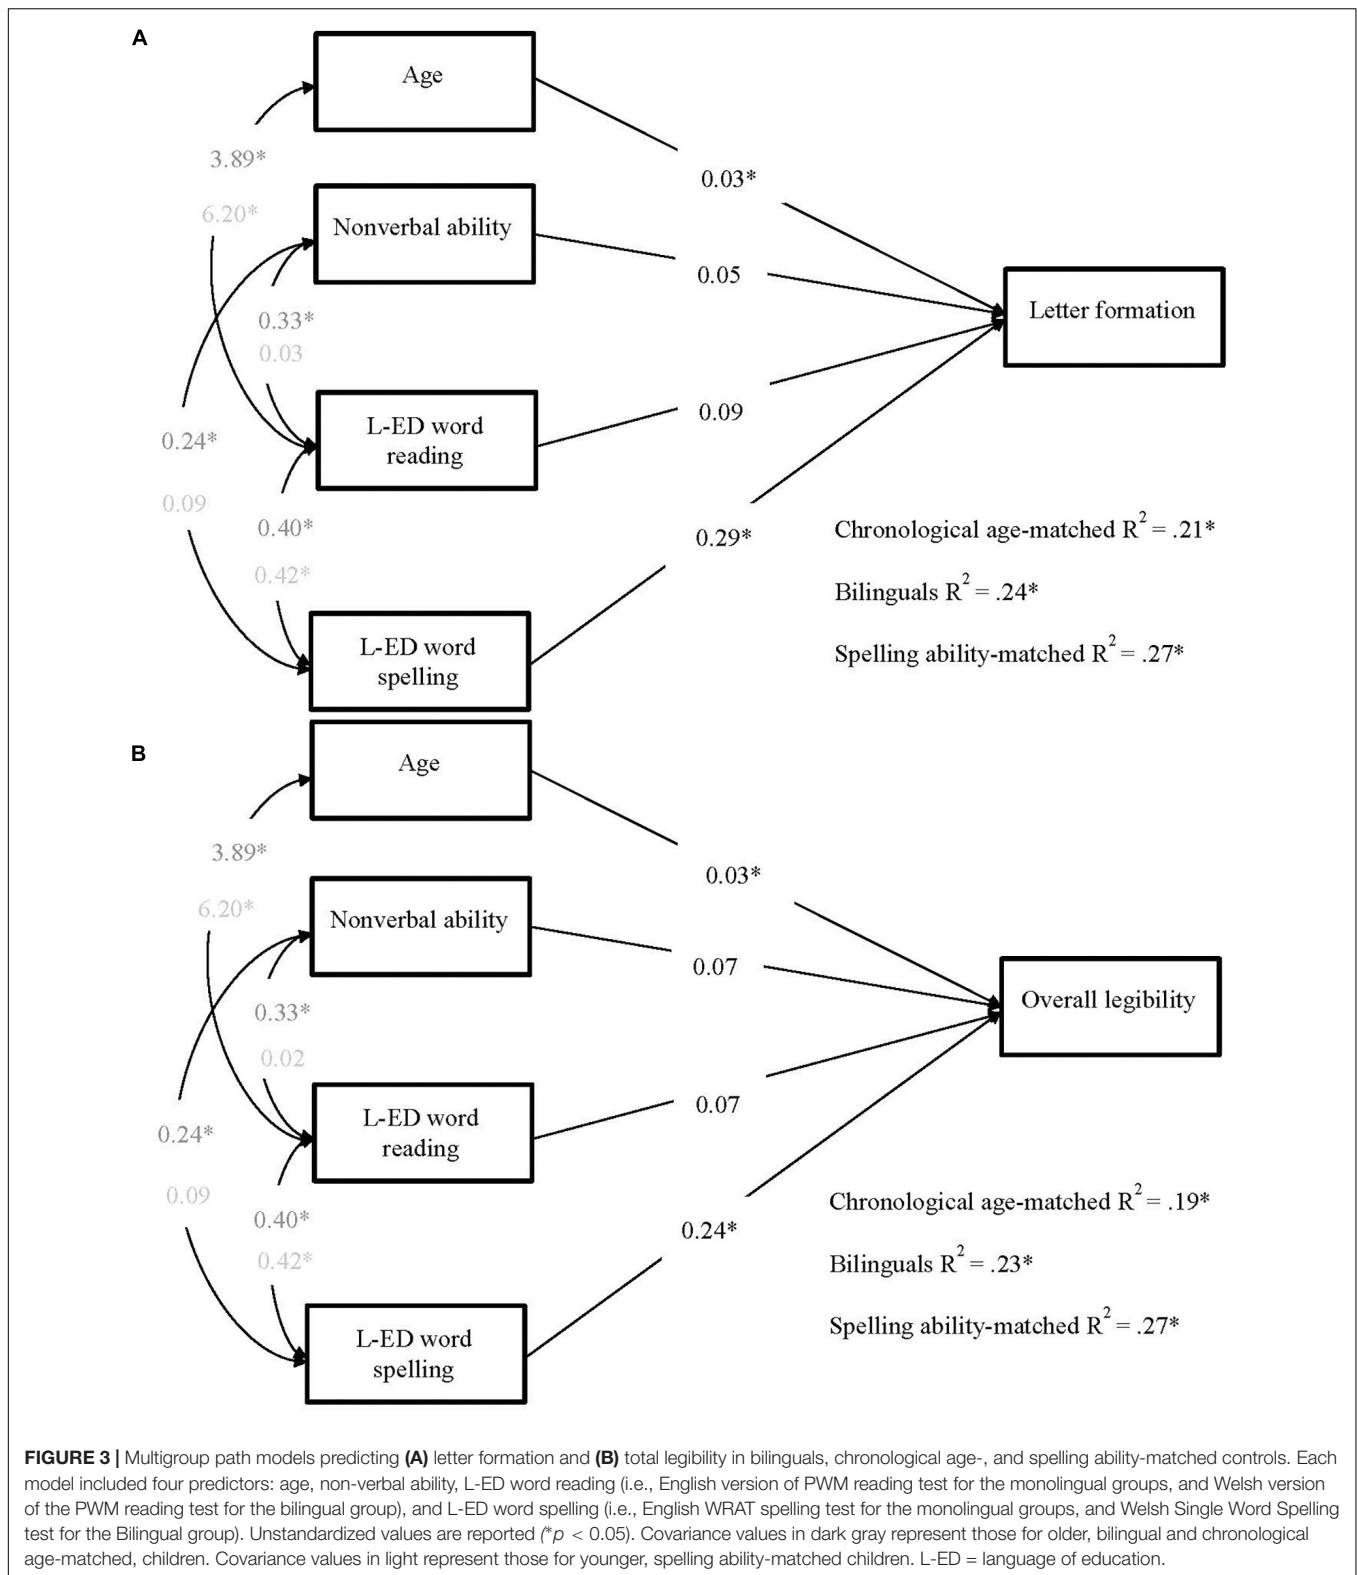 A
Age
3.89*
0.03*
6.20*
Nonverbal ability
0.05
Letter formation
0.33*
0.03
0.09
L-ED word
reading
0.24*
0.09
0.40*
0.29*
Chronological age-matched R² = .21*
0.42*
Bilinguals R² = .24*
L-ED word
spelling
Spelling ability-matched R² = .27*
B
Age
3.89*
0.03*
6.20*
Nonverbal ability
0.07
Overall legibility
0.33*
0.02
0.07
L-ED word
reading
0.24*
0.09
0.40*
0.24*
Chronological age-matched R² = .19*
0.42*
Bilinguals R² = .23*
L-ED word
spelling
Spelling ability-matched R² = .27*
FIGURE 3 | Multigroup path models predicting (A) letter formation and (B) total legibility in bilinguals, chronological age-, and spelling ability-matched controls. Each
model included four predictors: age, non-verbal ability, L-ED word reading (i.e., English version of PWM reading test for the monolingual groups, and Welsh version
of the PWM reading test for the bilingual group), and L-ED word spelling (i.e., English WRAT spelling test for the monolingual groups, and Welsh Single Word Spelling
test for the Bilingual group). Unstandardized values are reported (*p < 0.05). Covariance values in dark gray represent those for older, bilingual and chronological
age-matched, children. Covariance values in light represent those for younger, spelling ability-matched children. L-ED = language of education.